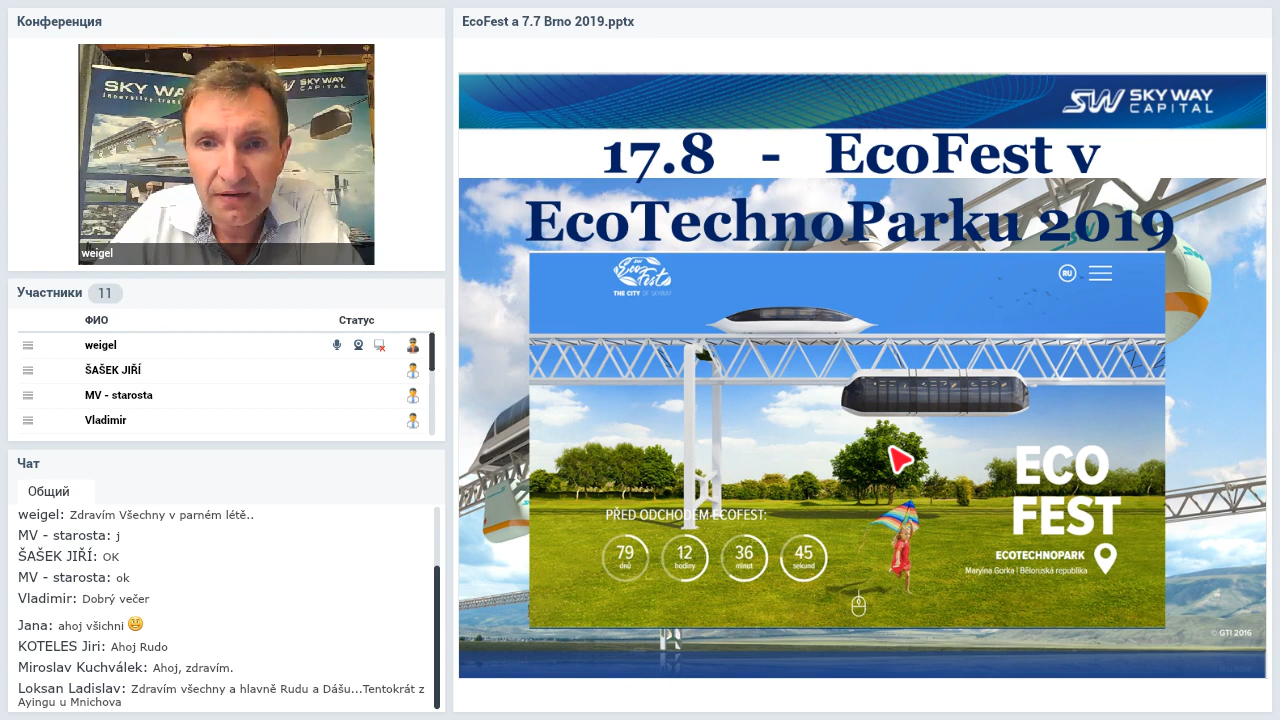 Конференция
SKY WA
innovative trans
SKY WAY
CAPITAL
weigel
Участники 11
ФИО Статус
weigel
ŠAŠEK JIŘÍ
MV - starosta
Vladimir
Чат
Общий
weigel: Zdravím Všechny v parném létě..
MV - starosta: j
ŠAŠEK JIŘÍ: OK
MV - starosta: ok
Vladimir: Dobrý večer
Jana: ahoj všichni
KOTELES Jiri: Ahoj Rudo
Miroslav Kuchválek: Ahoj, zdravím.
Loksan Ladislav: Zdravím všechny a hlavně Rudu a Dášu...Tentokrát z
Ayingu u Mnichova
EcoFest a 7.7 Brno 2019.pptx
SW SKY WAY
CAPITAL
17.8 - EcoFest v
EcoTechnoParku 2019
SW
EcoFest
THE CITY OF SKYWAY
RU
PŘED ODCHODEM ECOFEST:
79 12 36 45
dnů hodiny minut sekund
ECO
FEST
ECOTECHNOPARK
Maryina Gorka | Běloruská republika
© GTI 2016